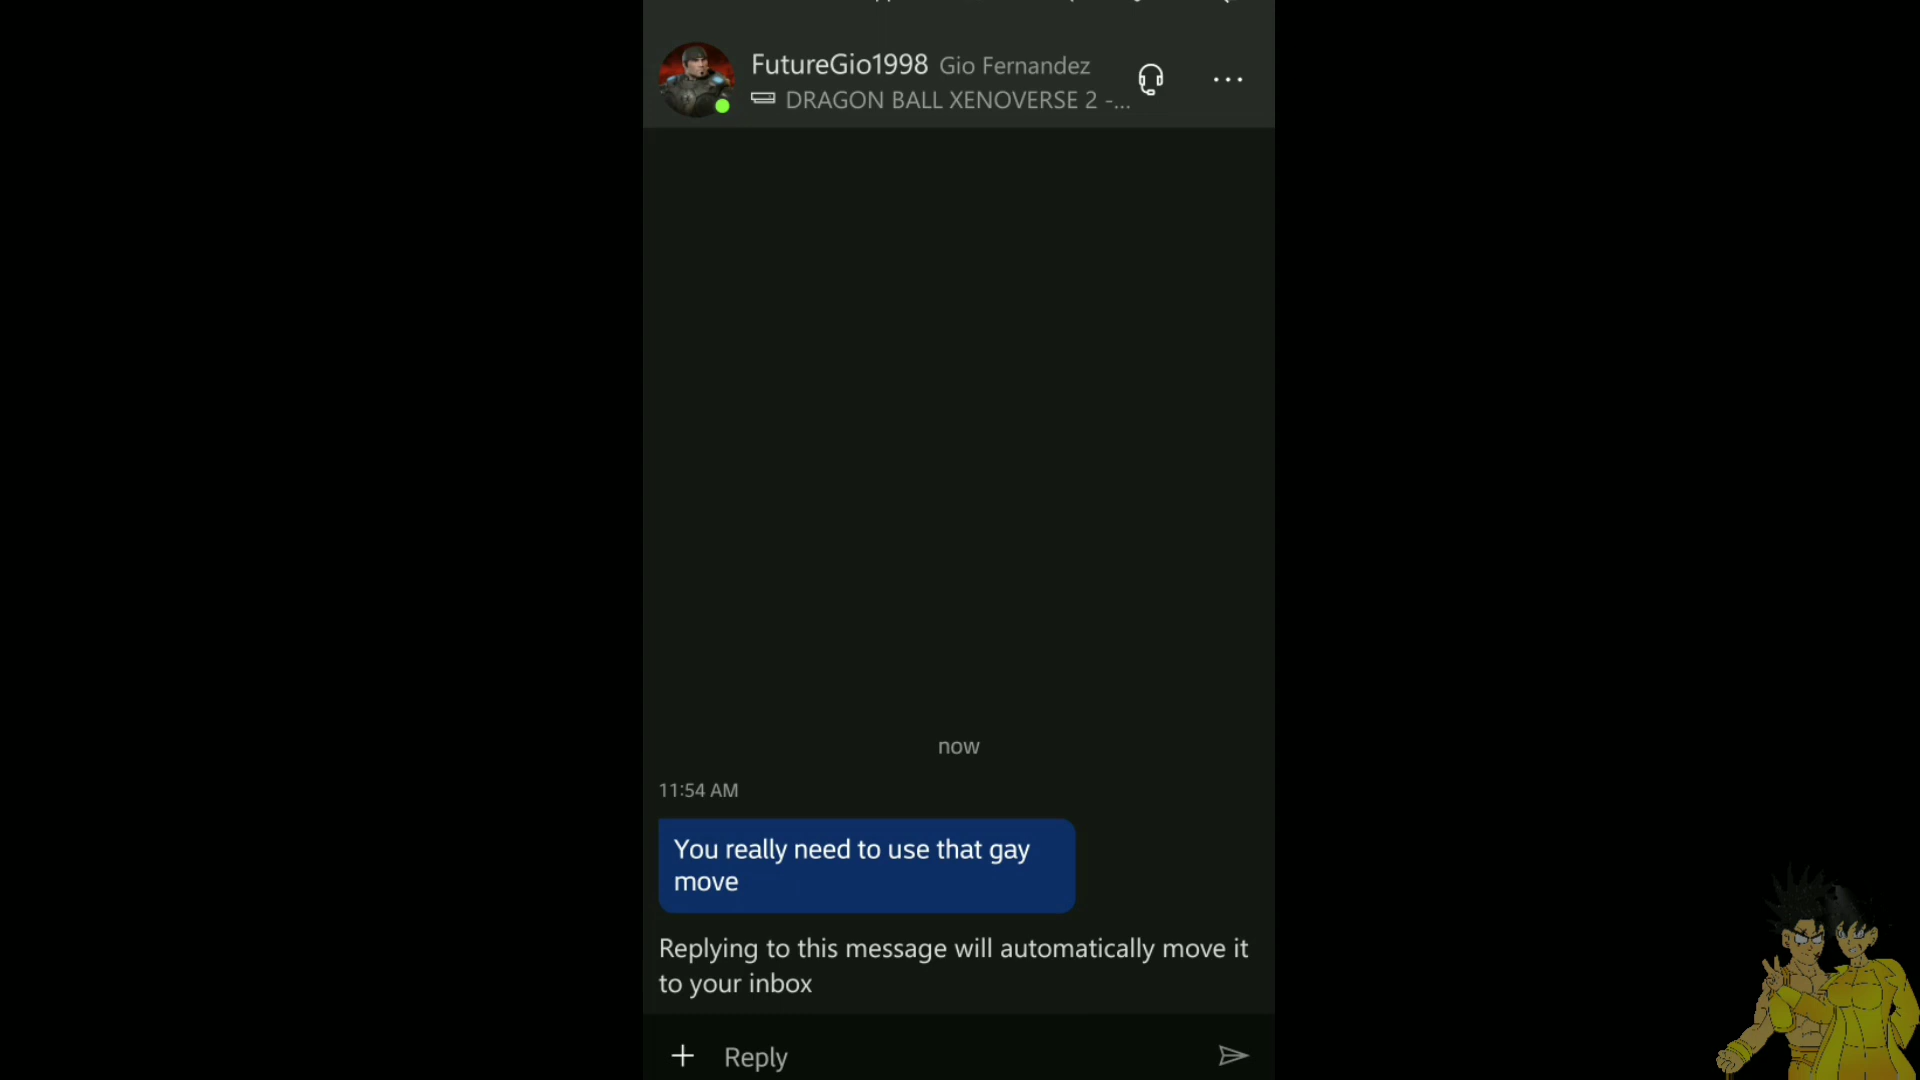 FutureGio1998 Gio Fernandez
DRAGON BALL XENOVERSE 2 -...
now
11:54 AM
You really need to use that gay
move
Replying to this message will automatically move it
to your inbox
Reply